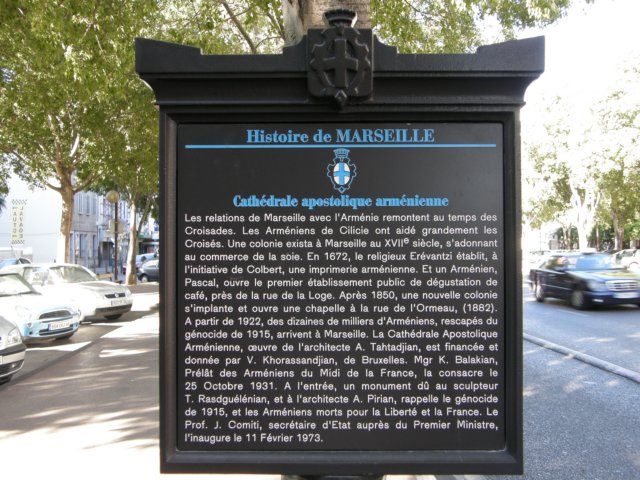 Histoire de MARSEILLE
Cathédrale apostolique arménienne
Les relations de Marseille avec l'Arménie remontent au temps des
Croisades. Les Arméniens de Cilicie ont aidé grandement les
Croisés. Une colonie exista à Marseille au XVIIe siècle, s'adonnant
au commerce de la soie. En 1672, le religieux Erévantzi établit, à
l'initiative de Colbert, une imprimerie arménienne. Et un Arménien,
Pascal, ouvre le premier établissement public de dégustation de
café, près de la rue de la Loge. Après 1850, une nouvelle colonie
s'implante et ouvre une chapelle à la rue de l'Ormeau, (1882).
A partir de 1922, des dizaines de milliers d'Arméniens, rescapés du
génocide de 1915, arrivent à Marseille. La Cathédrale Apostolique
Arménienne, œuvre de l'architecte A. Tahtadjian, est financée et
donnée par V. Khorassandjian, de Bruxelles. Mgr K. Balakian,
Prélât des Arméniens du Midi de la France, la consacre le
25 Octobre 1931. A l'entrée, un monument dû au sculpteur
T. Rasdguélénian, et à l'architecte A. Pirian, rappelle le génocide
de 1915, et les Arméniens morts pour la Liberté et la France. Le
Prof. J. Comiti, secrétaire d'Etat auprès du Premier Ministre,
l'inaugure le 11 Février 1973.